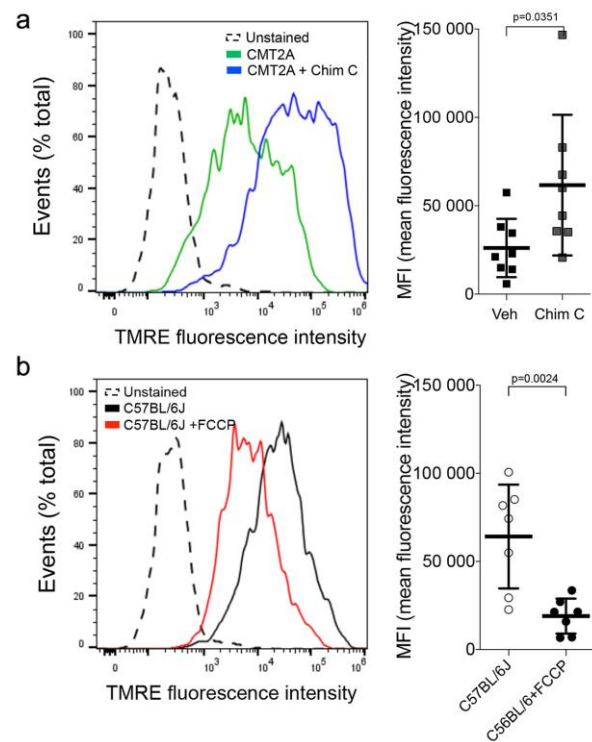 a
Unstained
CMT2A
CMT2A + Chim C
Events (% total)
100
80
60
40
20
0
0 10³ 10⁴ 10⁵ 10⁶
TMRE fluorescence intensity
p=0.0351
MFI (mean fluorescence intensity)
150 000
100 000
50 000
0
Veh Chim C
b
Unstained
C57BL/6J
C57BL/6J +FCCP
Events (% total)
100
80
60
40
20
0
0 10³ 10⁴ 10⁵ 10⁶
TMRE fluorescence intensity
p=0.0024
MFI (mean fluorescence intensity)
150 000
100 000
50 000
0
C57BL/6J
C56BL/6+FCCP